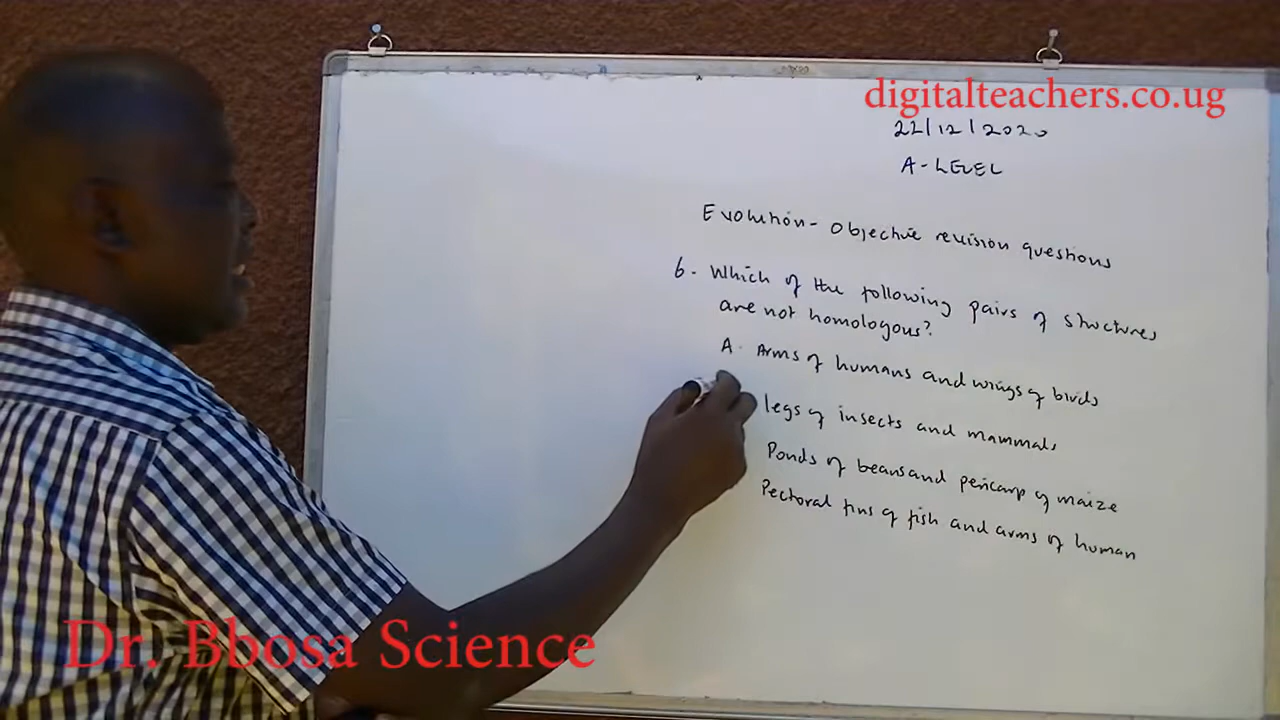 digitalteachers.co.ug
22/12/2020
A-LEVEL
Evolution- Objective revision questions
6. Which of the following pairs of structures
are not homologous?
A. Arms of humans and wings of birds
legs of insects and mammals
Ponds of beans and pericarp of maize
Pectoral fins of fish and arms of human
Dr. Bbosa Science